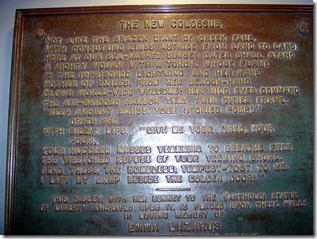 THE NEW COLOSSUS.
"NOT LIKE THE BRAZEN GIANT OF GREEK FAME,
WITH CONQUERING LIMBS ASTRIDE FROM LAND TO LAND;
HERE AT OUR SEA-WASHED, SUNSET GATES SHALL STAND
A MIGHTY WOMAN WITH A TORCH, WHOSE FLAME
IS THE IMPRISONED LIGHTNING, AND HER NAME
MOTHER OF EXILES. FROM HER BEACON-HAND
GLOWS WORLD-WIDE WELCOME; HER MILD EYES COMMAND
THE AIR-BRIDGED HARBOR THAT TWIN CITIES FRAME.
"KEEP ANCIENT LANDS, YOUR STORIED POMP!"
CRIES SHE
WITH SILENT LIPS. "GIVE ME YOUR TIRED, YOUR
POOR,
YOUR HUDDLED MASSES YEARNING TO BREATHE FREE,
THE WRETCHED REFUSE OF YOUR TEEMING SHORE.
SEND THESE, THE HOMELESS, TEMPEST-TOST TO ME,
I LIFT MY LAMP BESIDE THE GOLDEN DOOR!"
THIS TABLET, WITH HER SONNET TO THE BARTHOLDI STATUE
OF LIBERTY ENGRAVED UPON IT, IS PLACED UPON THESE WALLS
IN LOVING MEMORY OF
EMMA LAZARUS